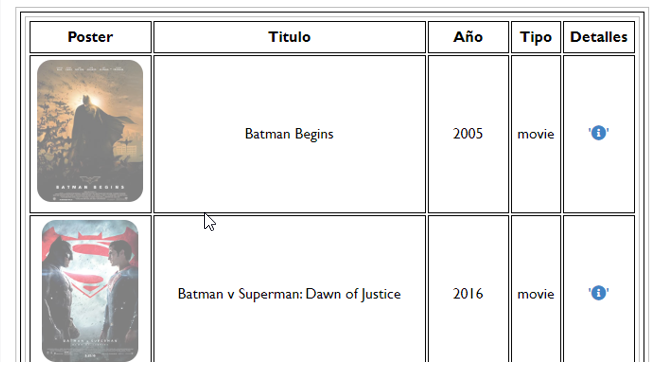 Poster Titulo Año Tipo Detalles
BATMAN BEGINS
Batman Begins 2005 movie 'i'
Batman v Superman: Dawn of Justice 2016 movie 'i'